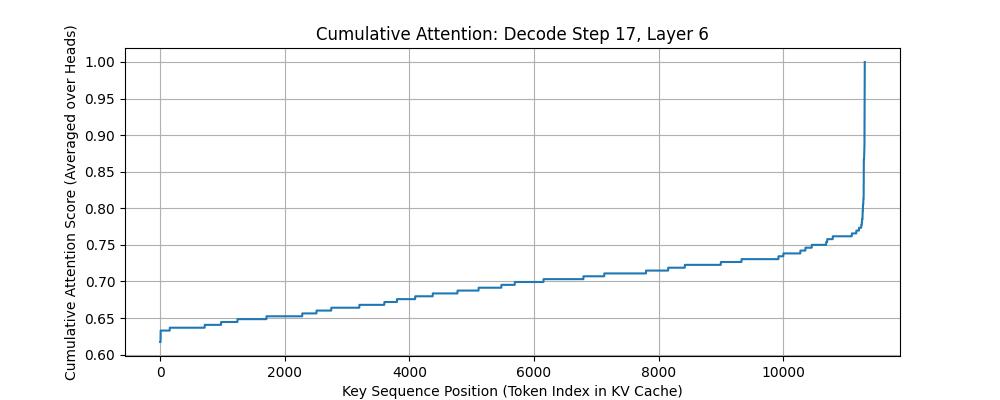 Cumulative Attention: Decode Step 17, Layer 6
Cumulative Attention Score (Averaged over Heads)
1.00
0.95
0.90
0.85
0.80
0.75
0.70
0.65
0.60
0 2000 4000 6000 8000 10000
Key Sequence Position (Token Index in KV Cache)